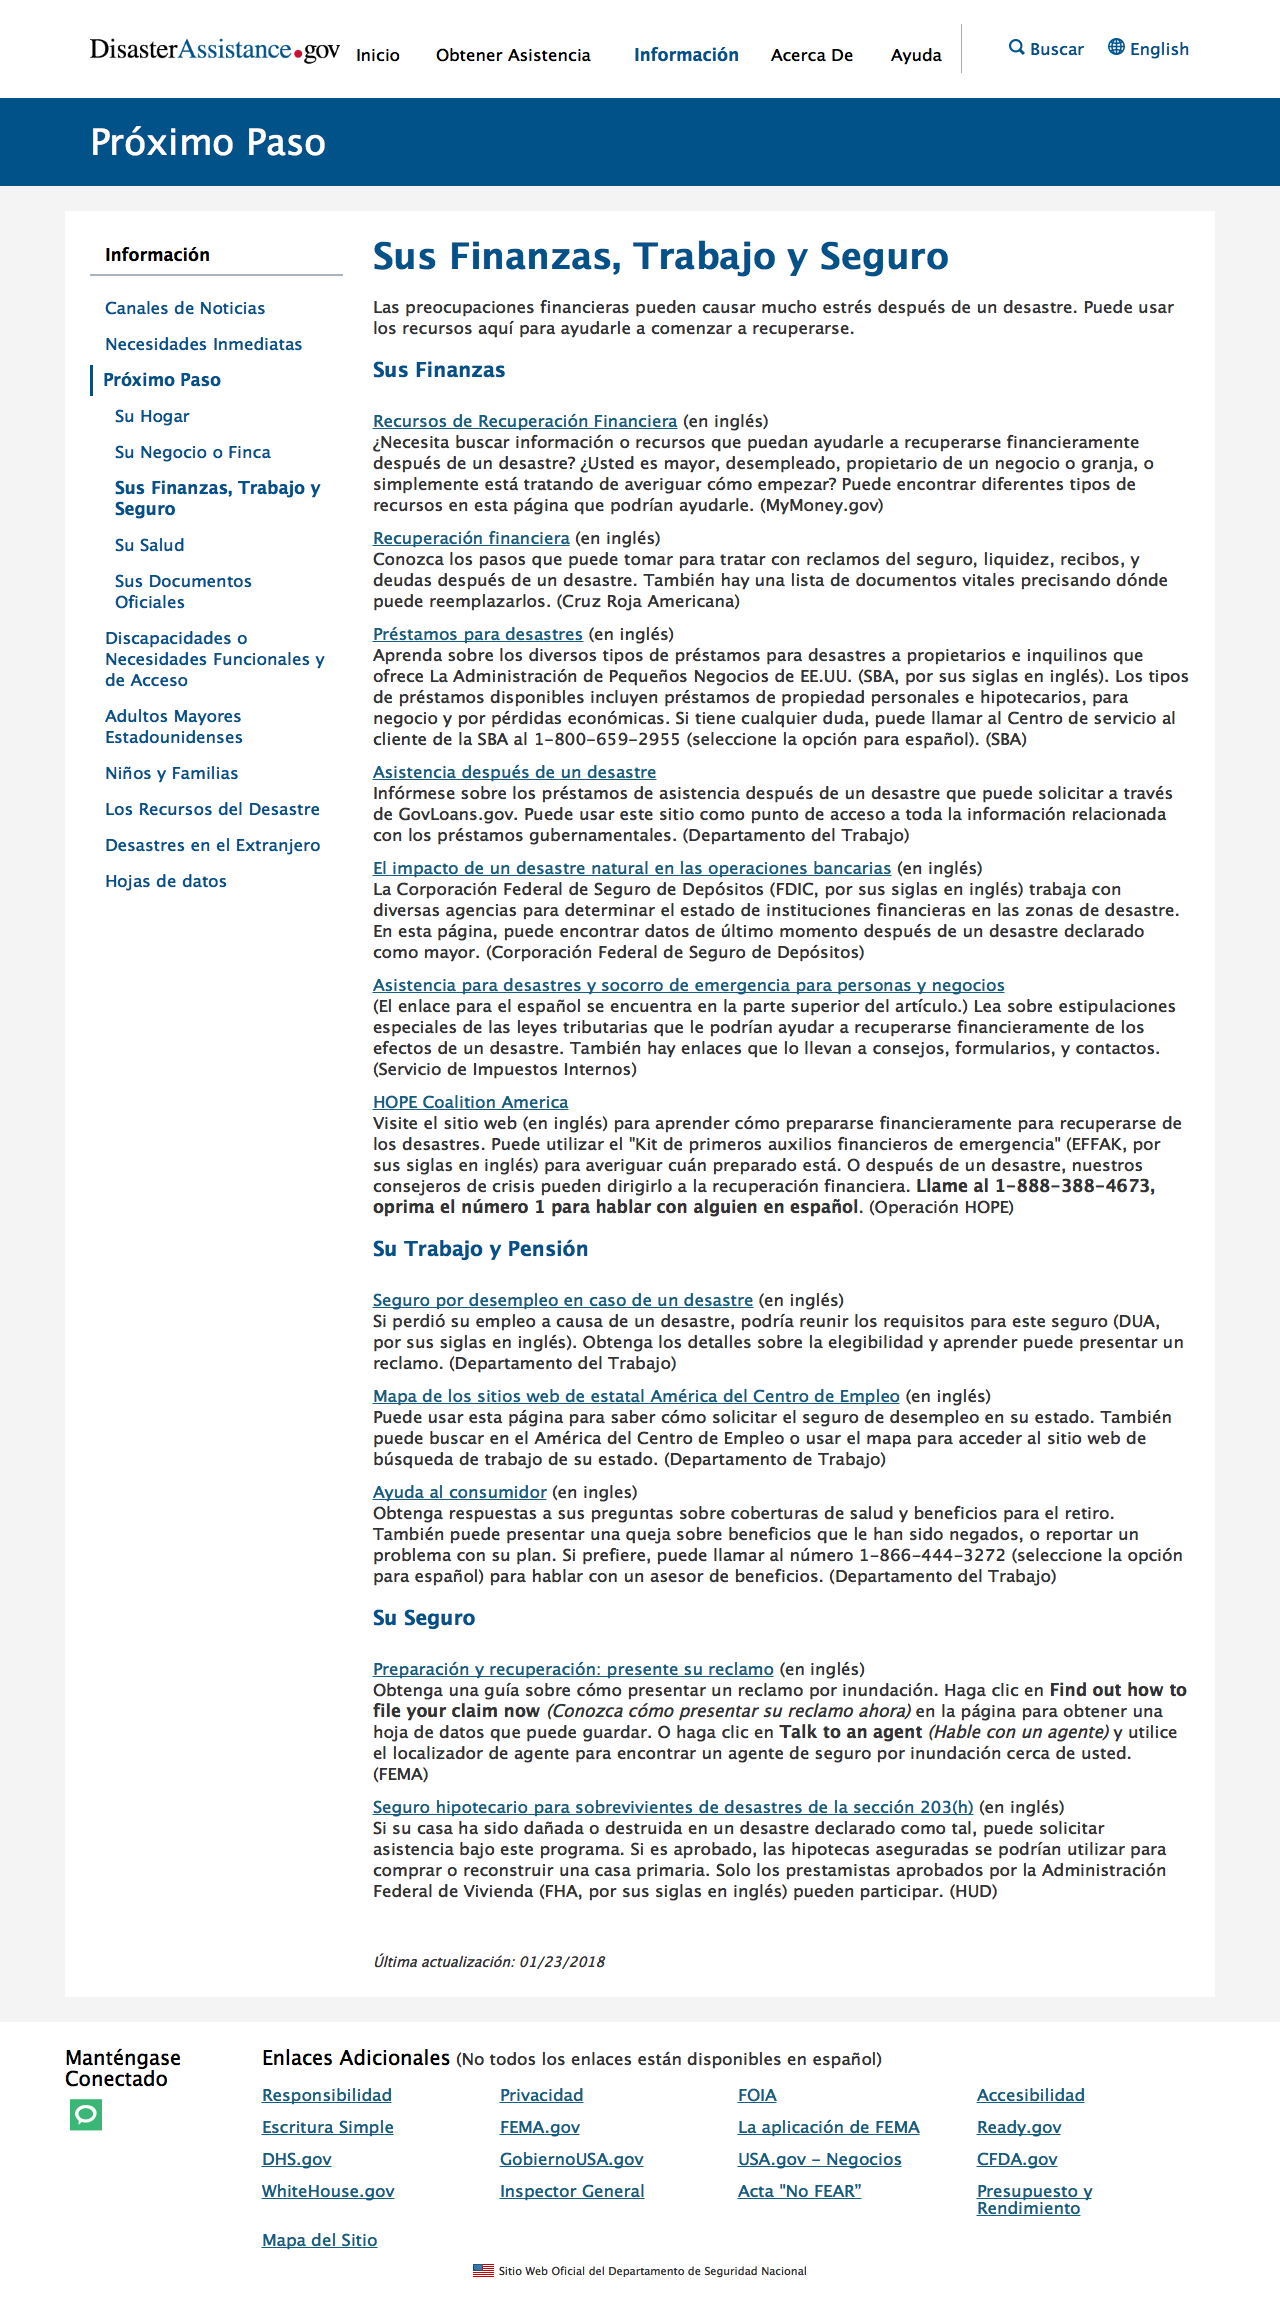 DisasterAssistance.gov
Inicio
Obtener Asistencia
Información
Acerca De
Ayuda
Buscar
English
Próximo Paso
Información
Canales de Noticias
Necesidades Inmediatas
Próximo Paso
Su Hogar
Su Negocio o Finca
Sus Finanzas, Trabajo y
Seguro
Su Salud
Sus Documentos
Oficiales
Discapacidades o
Necesidades Funcionales y
de Acceso
Adultos Mayores
Estadounidenses
Niños y Familias
Los Recursos del Desastre
Desastres en el Extranjero
Hojas de datos
Sus Finanzas, Trabajo y Seguro
Las preocupaciones financieras pueden causar mucho estrés después de un desastre. Puede usar
los recursos aquí para ayudarle a comenzar a recuperarse.
Sus Finanzas
Recursos de Recuperación Financiera (en inglés)
¿Necesita buscar información o recursos que puedan ayudarle a recuperarse financieramente
después de un desastre? ¿Usted es mayor, desempleado, propietario de un negocio o granja, o
simplemente está tratando de averiguar cómo empezar? Puede encontrar diferentes tipos de
recursos en esta página que podrían ayudarle. (MyMoney.gov)
Recuperación financiera (en inglés)
Conozca los pasos que puede tomar para tratar con reclamos del seguro, liquidez, recibos, y
deudas después de un desastre. También hay una lista de documentos vitales precisando dónde
puede reemplazarlos. (Cruz Roja Americana)
Préstamos para desastres (en inglés)
Aprenda sobre los diversos tipos de préstamos para desastres a propietarios e inquilinos que
ofrece La Administración de Pequeños Negocios de EE.UU. (SBA, por sus siglas en inglés). Los tipos
de préstamos disponibles incluyen préstamos de propiedad personales e hipotecarios, para
negocio y por pérdidas económicas. Si tiene cualquier duda, puede llamar al Centro de servicio al
cliente de la SBA al 1-800-659-2955 (seleccione la opción para español). (SBA)
Asistencia después de un desastre
Infórmese sobre los préstamos de asistencia después de un desastre que puede solicitar a través
de GovLoans.gov. Puede usar este sitio como punto de acceso a toda la información relacionada
con los préstamos gubernamentales. (Departamento del Trabajo)
El impacto de un desastre natural en las operaciones bancarias (en inglés)
La Corporación Federal de Seguro de Depósitos (FDIC, por sus siglas en inglés) trabaja con
diversas agencias para determinar el estado de instituciones financieras en las zonas de desastre.
En esta página, puede encontrar datos de último momento después de un desastre declarado
como mayor. (Corporación Federal de Seguro de Depósitos)
Asistencia para desastres y socorro de emergencia para personas y negocios
(El enlace para el español se encuentra en la parte superior del artículo.) Lea sobre estipulaciones
especiales de las leyes tributarias que le podrían ayudar a recuperarse financieramente de los
efectos de un desastre. También hay enlaces que lo llevan a consejos, formularios, y contactos.
(Servicio de Impuestos Internos)
HOPE Coalition America
Visite el sitio web (en inglés) para aprender cómo prepararse financieramente para recuperarse de
los desastres. Puede utilizar el "Kit de primeros auxilios financieros de emergencia" (EFFAK, por
sus siglas en inglés) para averiguar cuán preparado está. O después de un desastre, nuestros
consejeros de crisis pueden dirigirlo a la recuperación financiera. Llame al 1-888-388-4673,
oprima el número 1 para hablar con alguien en español. (Operación HOPE)
Su Trabajo y Pensión
Seguro por desempleo en caso de un desastre (en inglés)
Si perdió su empleo a causa de un desastre, podría reunir los requisitos para este seguro (DUA,
por sus siglas en inglés). Obtenga los detalles sobre la elegibilidad y aprender puede presentar un
reclamo. (Departamento del Trabajo)
Mapa de los sitios web de estatal América del Centro de Empleo (en inglés)
Puede usar esta página para saber cómo solicitar el seguro de desempleo en su estado. También
puede buscar en el América del Centro de Empleo o usar el mapa para acceder al sitio web de
búsqueda de trabajo de su estado. (Departamento de Trabajo)
Ayuda al consumidor (en ingles)
Obtenga respuestas a sus preguntas sobre coberturas de salud y beneficios para el retiro.
También puede presentar una queja sobre beneficios que le han sido negados, o reportar un
problema con su plan. Si prefiere, puede llamar al número 1-866-444-3272 (seleccione la opción
para español) para hablar con un asesor de beneficios. (Departamento del Trabajo)
Su Seguro
Preparación y recuperación: presente su reclamo (en inglés)
Obtenga una guía sobre cómo presentar un reclamo por inundación. Haga clic en Find out how to
file your claim now (Conozca cómo presentar su reclamo ahora) en la página para obtener una
hoja de datos que puede guardar. O haga clic en Talk to an agent (Hable con un agente) y utilice
el localizador de agente para encontrar un agente de seguro por inundación cerca de usted.
(FEMA)
Seguro hipotecario para sobrevivientes de desastres de la sección 203(h) (en inglés)
Si su casa ha sido dañada o destruida en un desastre declarado como tal, puede solicitar
asistencia bajo este programa. Si es aprobado, las hipotecas aseguradas se podrían utilizar para
comprar o reconstruir una casa primaria. Solo los prestamistas aprobados por la Administración
Federal de Vivienda (FHA, por sus siglas en inglés) pueden participar. (HUD)
Última actualización: 01/23/2018
Manténgase
Conectado
Enlaces Adicionales (No todos los enlaces están disponibles en español)
Responsibilidad
Privacidad
FOIA
Accesibilidad
Escritura Simple
FEMA.gov
La aplicación de FEMA
Ready.gov
DHS.gov
GobiernoUSA.gov
USA.gov - Negocios
CFDA.gov
WhiteHouse.gov
Inspector General
Acta "No FEAR"
Presupuesto y
Rendimiento
Mapa del Sitio
Sitio Web Oficial del Departamento de Seguridad Nacional